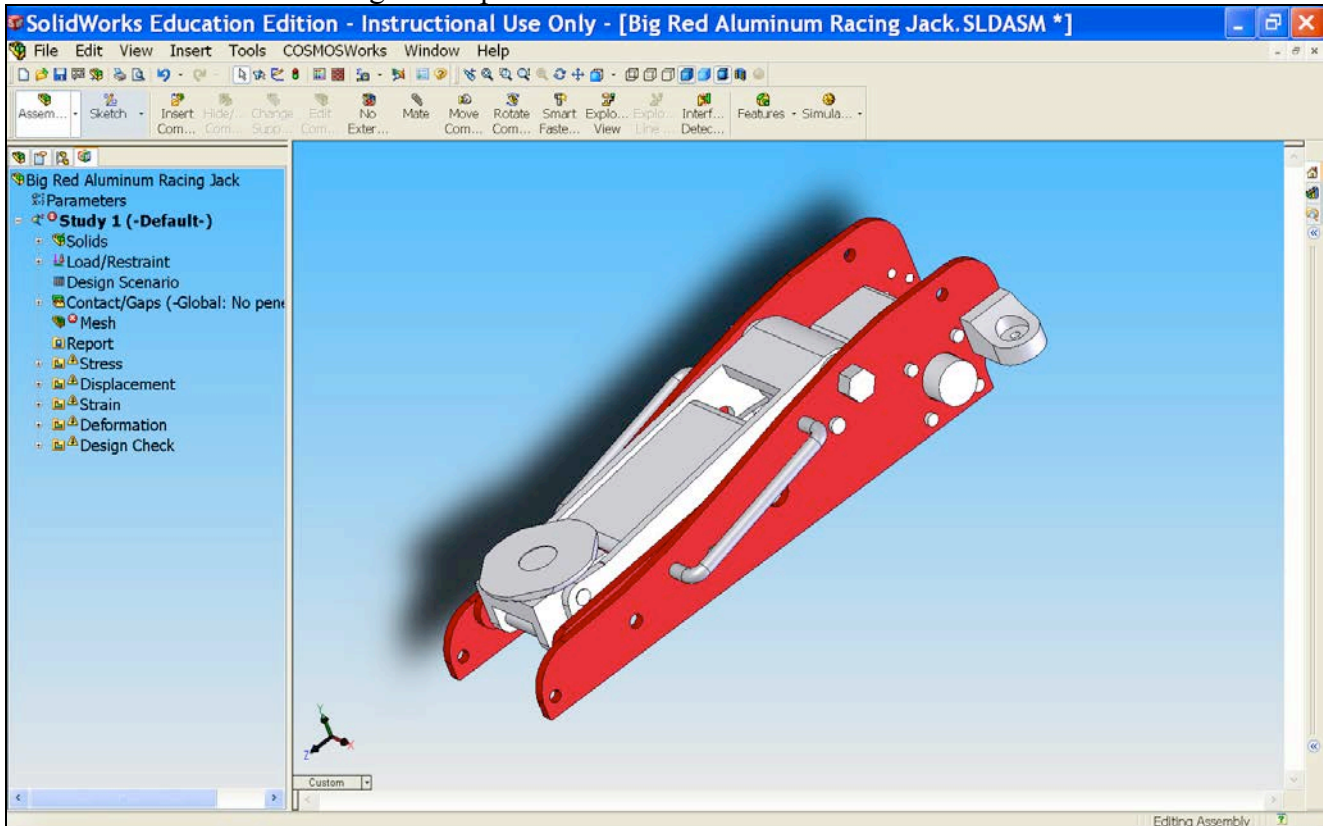 SolidWorks Education Edition - Instructional Use Only - [Big Red Aluminum Racing Jack.SLDASM *]
File Edit View Insert Tools COSMOSWorks Window Help
Assem... Sketch Insert Com... Hide/... Com... Change Supp... Edit Com... No Exter... Mate Move Com... Rotate Com... Smart Faste... Explo... View Explo... Line ... Interf... Detec... Features Simula...
Big Red Aluminum Racing Jack
Parameters
Study 1 (-Default-)
Solids
Load/Restraint
Design Scenario
Contact/Gaps (-Global: No pene
Mesh
Report
Stress
Displacement
Strain
Deformation
Design Check
Y
X
Z
Custom
Editing Assembly